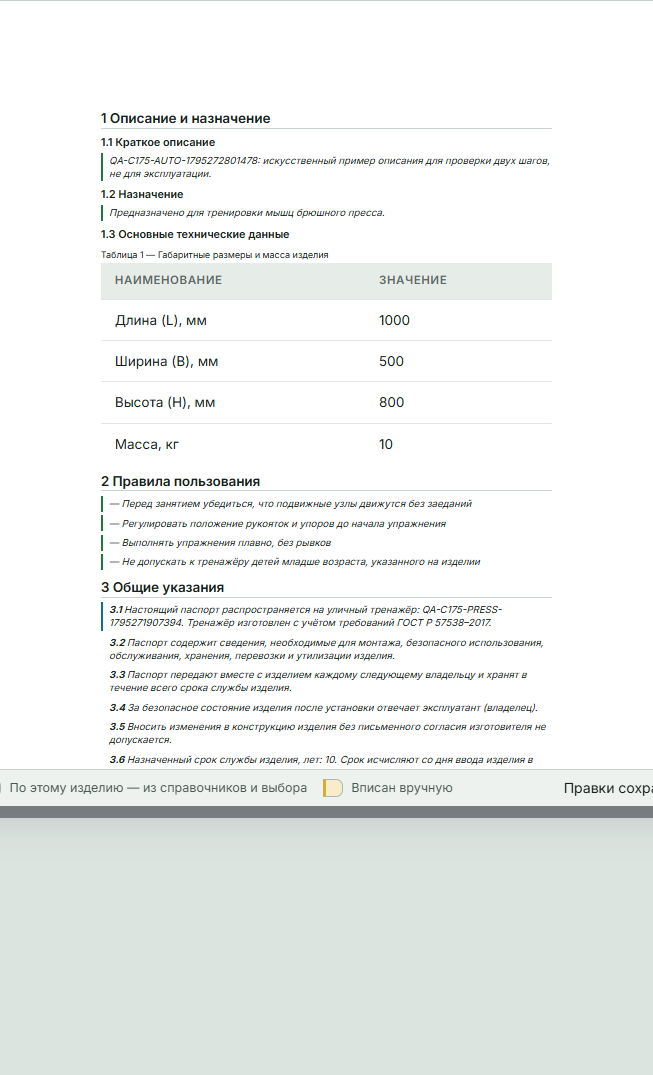 1 Описание и назначение
1.1 Краткое описание
QA-C175-AUTO-1795272801478: искусственный пример описания для проверки двух шагов,
не для эксплуатации.
1.2 Назначение
Предназначено для тренировки мышц брюшного пресса.
1.3 Основные технические данные
Таблица 1 — Габаритные размеры и масса изделия
НАИМЕНОВАНИЕ ЗНАЧЕНИЕ
Длина (L), мм 1000
Ширина (B), мм 500
Высота (H), мм 800
Масса, кг 10
2 Правила пользования
— Перед занятием убедиться, что подвижные узлы движутся без заеданий
— Регулировать положение рукояток и упоров до начала упражнения
— Выполнять упражнения плавно, без рывков
— Не допускать к тренажёру детей младше возраста, указанного на изделии
3 Общие указания
3.1 Настоящий паспорт распространяется на уличный тренажёр: QA-C175-PRESS-
1795271907394. Тренажёр изготовлен с учётом требований ГОСТ Р 57538–2017.
3.2 Паспорт содержит сведения, необходимые для монтажа, безопасного использования,
обслуживания, хранения, перевозки и утилизации изделия.
3.3 Паспорт передают вместе с изделием каждому следующему владельцу и хранят в
течение всего срока службы изделия.
3.4 За безопасное состояние изделия после установки отвечает эксплуатант (владелец).
3.5 Вносить изменения в конструкцию изделия без письменного согласия изготовителя не
допускается.
3.6 Назначенный срок службы изделия, лет: 10. Срок исчисляют со дня ввода изделия в
По этому изделию — из справочников и выбора Вписан вручную Правки сохра